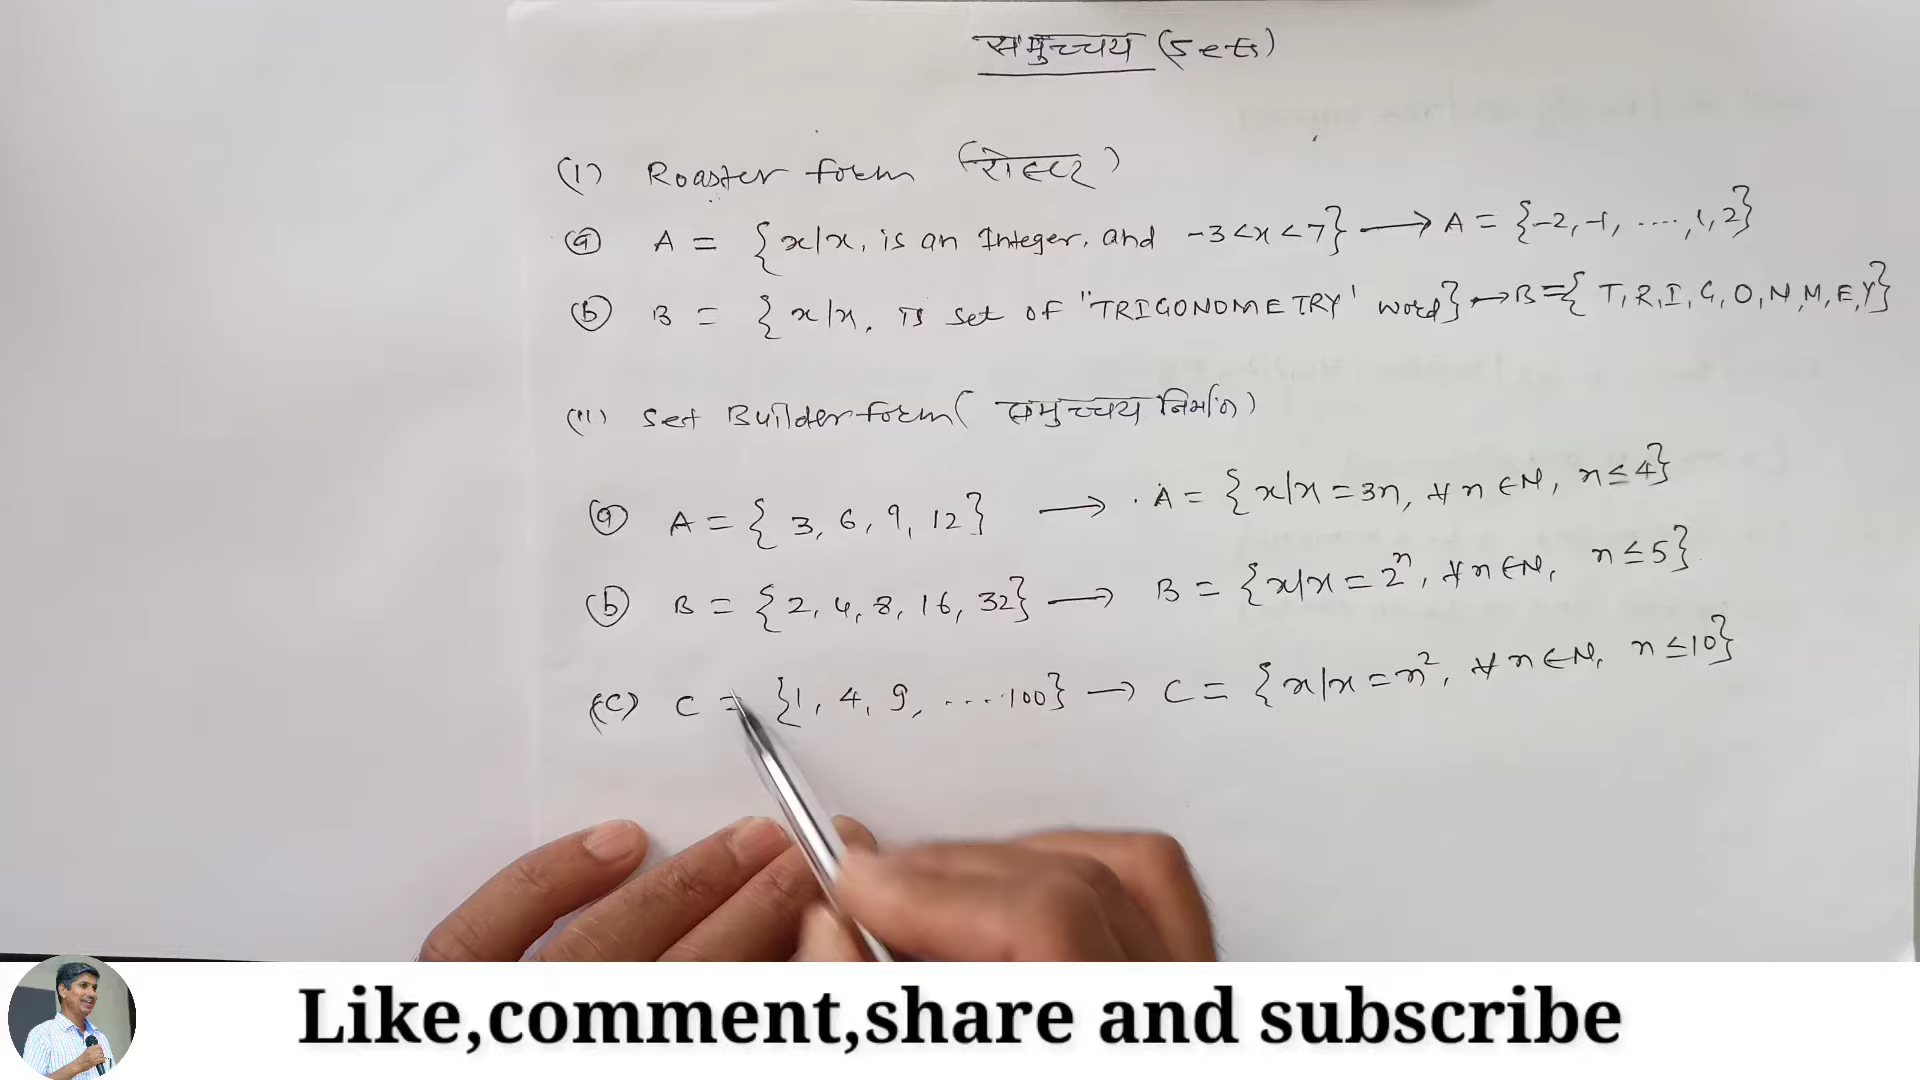 समुच्चय (Sets)
(1) Roaster form (रोस्टर)
(a) A = {x/x, is an Integer, and -3<x<7} → A = {-2, -1, ...., 1, 2}
(b) B = {x/x, is set of "TRIGONOMETRY' word} → B = { T, R, I, G, O, N, M, E, Y}
(11) Set Builder form ( समुच्चय निर्माण)
(a) A = { 3, 6, 9, 12} → A = {x/x = 3n, ∀ n ∈ N, n ≤ 4}
(b) B = {2, 4, 8, 16, 32} → B = {x/x = 2ⁿ, ∀ n ∈ N, n ≤ 5}
(C) C = {1, 4, 9, ....100} → C = {x/x = n², ∀ n ∈ N, n ≤ 10}
Like,comment,share and subscribe